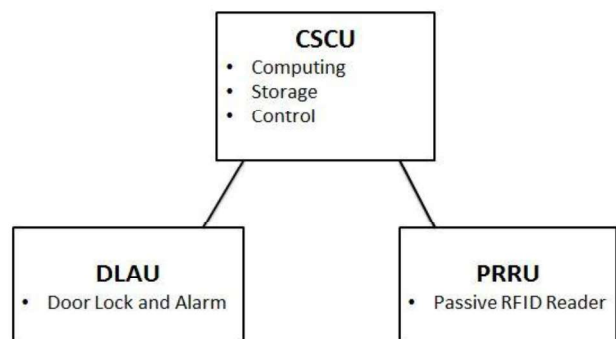 CSCU
• Computing
• Storage
• Control
DLAU
• Door Lock and Alarm
PRRU
• Passive RFID Reader